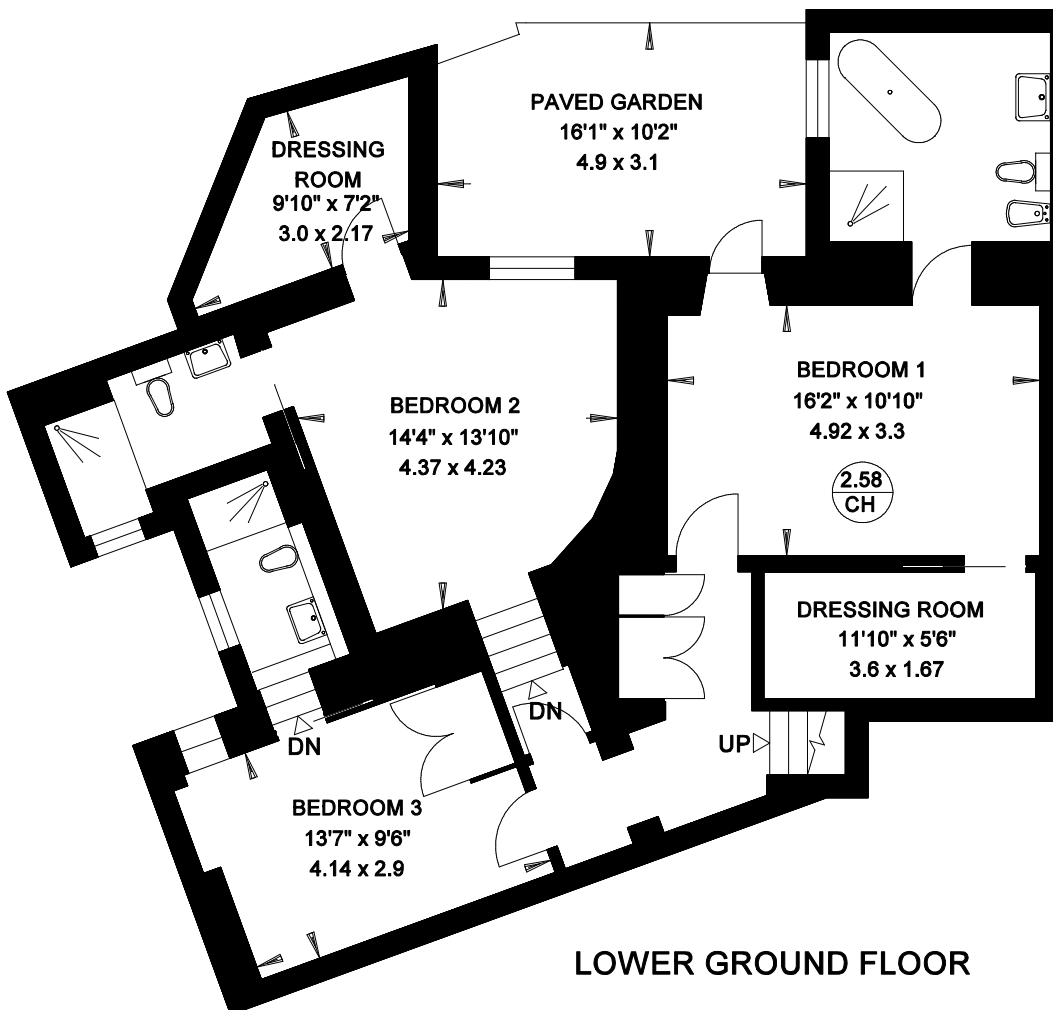 PAVED GARDEN
16'1" x 10'2"
4.9 x 3.1
DRESSING
ROOM
9'10" x 7'2"
3.0 x 2.17
BEDROOM 1
16'2" x 10'10"
4.92 x 3.3
2.58
CH
BEDROOM 2
14'4" x 13'10"
4.37 x 4.23
DRESSING ROOM
11'10" x 5'6"
3.6 x 1.67
DN
DN
UP
BEDROOM 3
13'7" x 9'6"
4.14 x 2.9
LOWER GROUND FLOOR